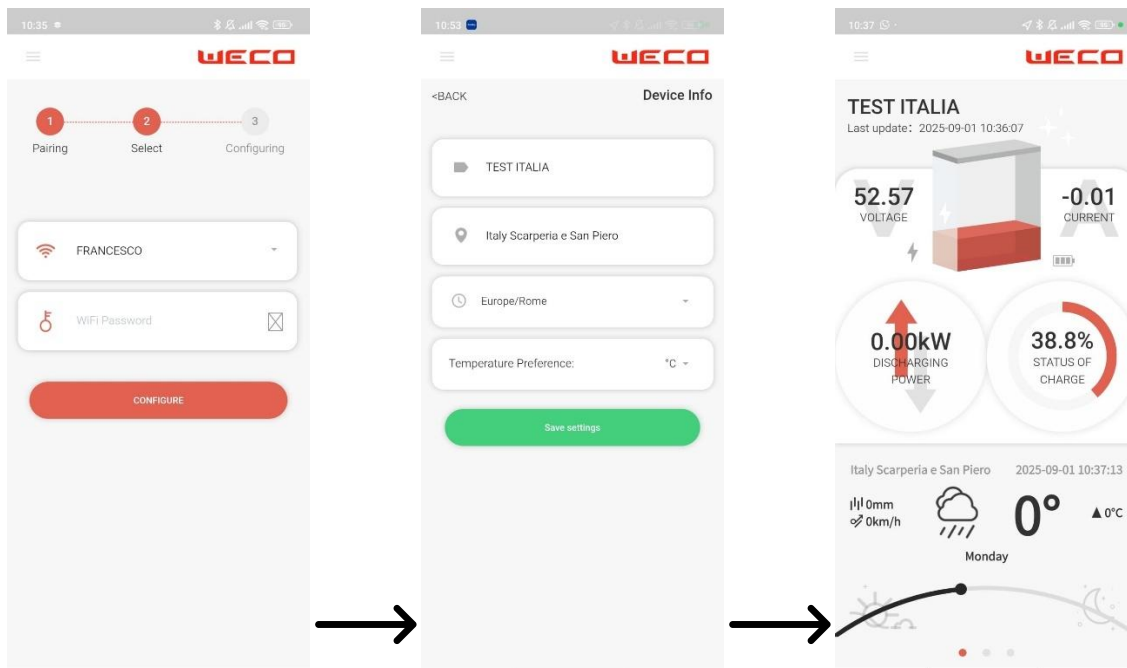 10:35
WECO
1
2
3
Pairing
Select
Configuring
FRANCESCO
WiFi Password
CONFIGURE
10:53
WECO
<BACK
Device Info
TEST ITALIA
Italy Scarperia e San Piero
Europe/Rome
Temperature Preference:
°C
Save settings
10:37
WECO
TEST ITALIA
Last update: 2025-09-01 10:36:07
V
52.57
VOLTAGE
A
-0.01
CURRENT
0.00kW
DISCHARGING
POWER
38.8%
STATUS OF
CHARGE
Italy Scarperia e San Piero
2025-09-01 10:37:13
0mm
0km/h
0°
▲ 0°C
Monday